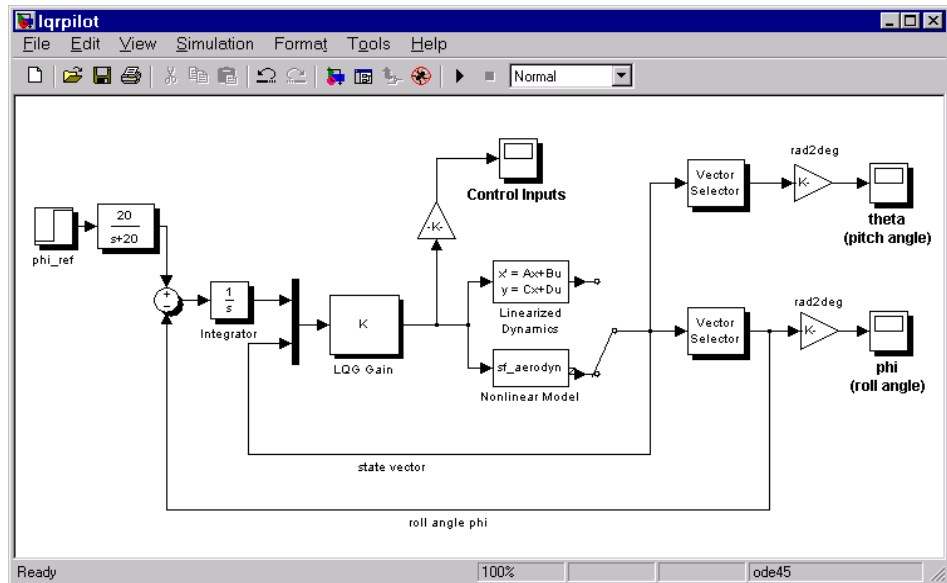 lqrpilot
File Edit View Simulation Format Tools Help
Normal
rad2deg
Vector
Selector
K-
theta
(pitch angle)
Control Inputs
-K-
phi_ref
20
s+20
+
−
1
s
Integrator
K
LQG Gain
x' = Ax+Bu
y = Cx+Du
Linearized
Dynamics
sf_aerodyn
Nonlinear Model
rad2deg
Vector
Selector
K-
phi
(roll angle)
state vector
roll angle phi
Ready 100% ode45